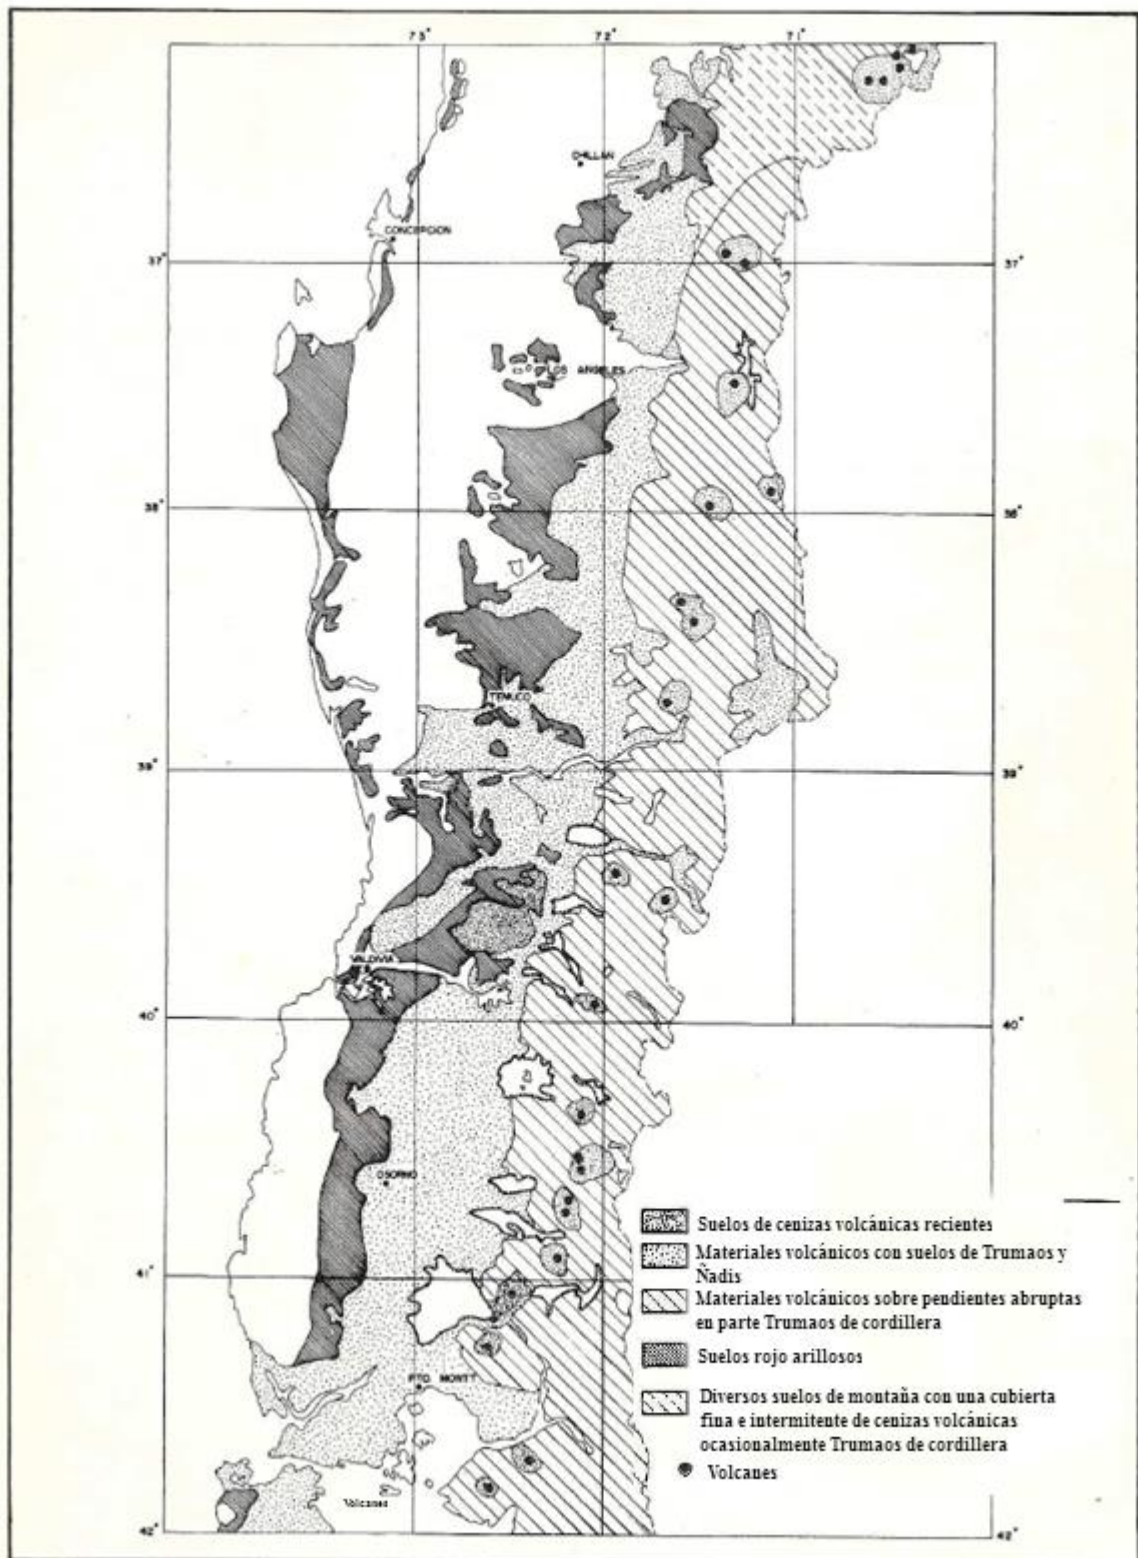 73°
72°
71°
CHILLAN
CONCEPCION
37°
37°
LOS ANGELES
38°
38°
TEMUCO
39°
39°
VALDIVIA
40°
40°
OSORNO
Suelos de cenizas volcánicas recientes
Materiales volcánicos con suelos de Trumaos y
Ñadis
41°
Materiales volcánicos sobre pendientes abruptas
en parte Trumaos de cordillera
Suelos rojo arillosos
PTO. MONTT
Diversos suelos de montaña con una cubierta
fina e intermitente de cenizas volcánicas
ocasionalmente Trumaos de cordillera
Volcanes
Volcanes
42°
42°